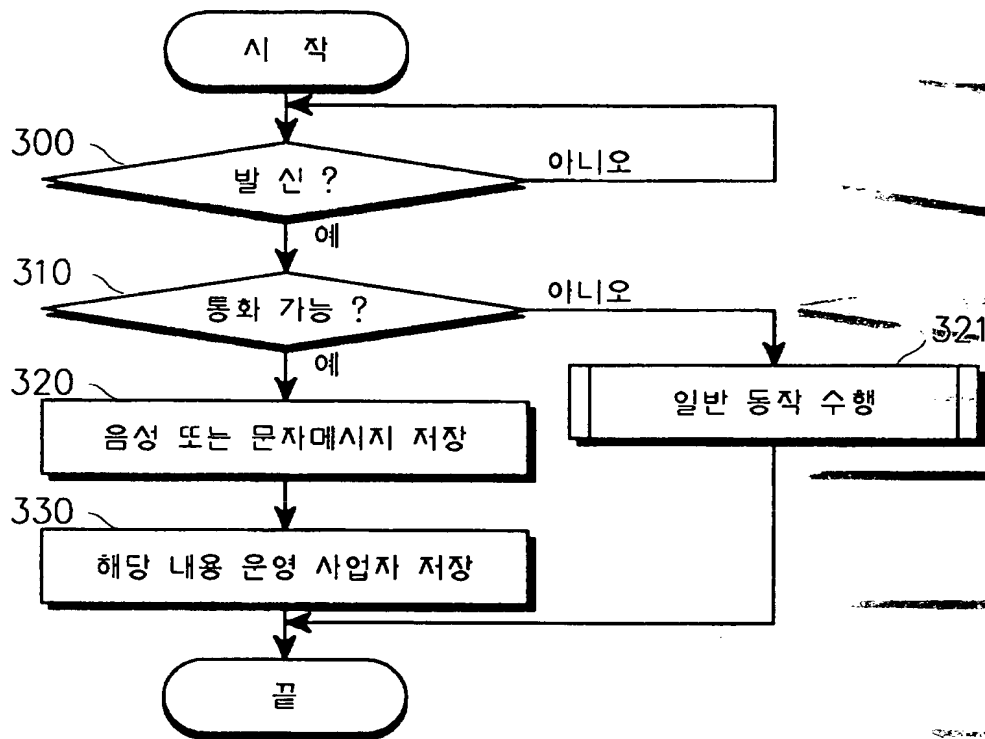 시 작
300
발 신 ?
아니오
예
310
통화 가능 ?
아니오
예
321
일반 동작 수행
320
음성 또는 문자메시지 저장
330
해당 내용 운영 사업자 저장
끝